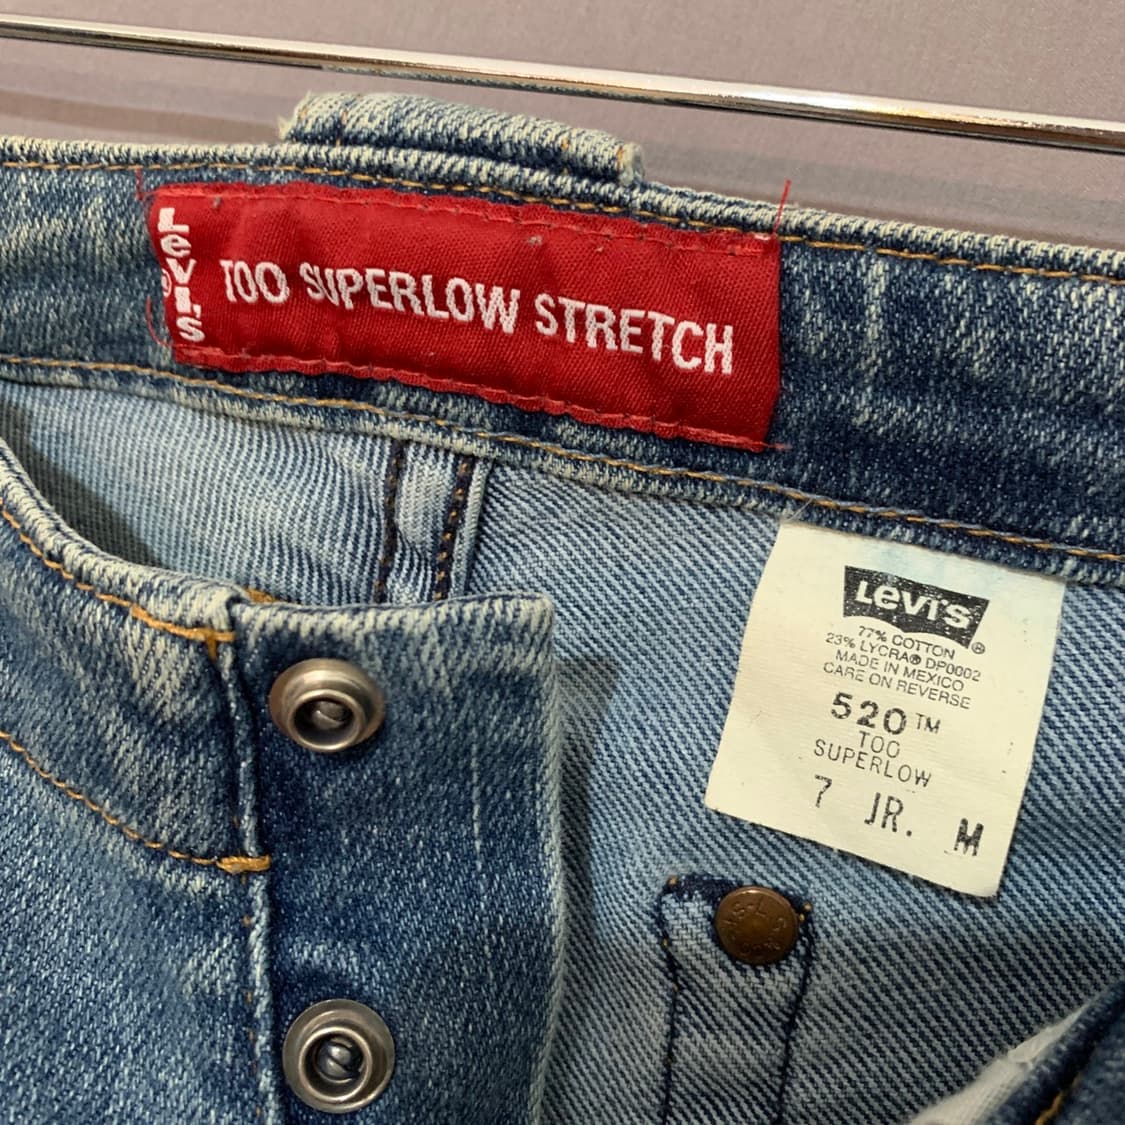 Levi's®
TOO SUPERLOW STRETCH
Levi's®
77% COTTON
23% LYCRA® DP0002
MADE IN MEXICO
CARE ON REVERSE
520™
TOO
SUPERLOW
7 JR. M